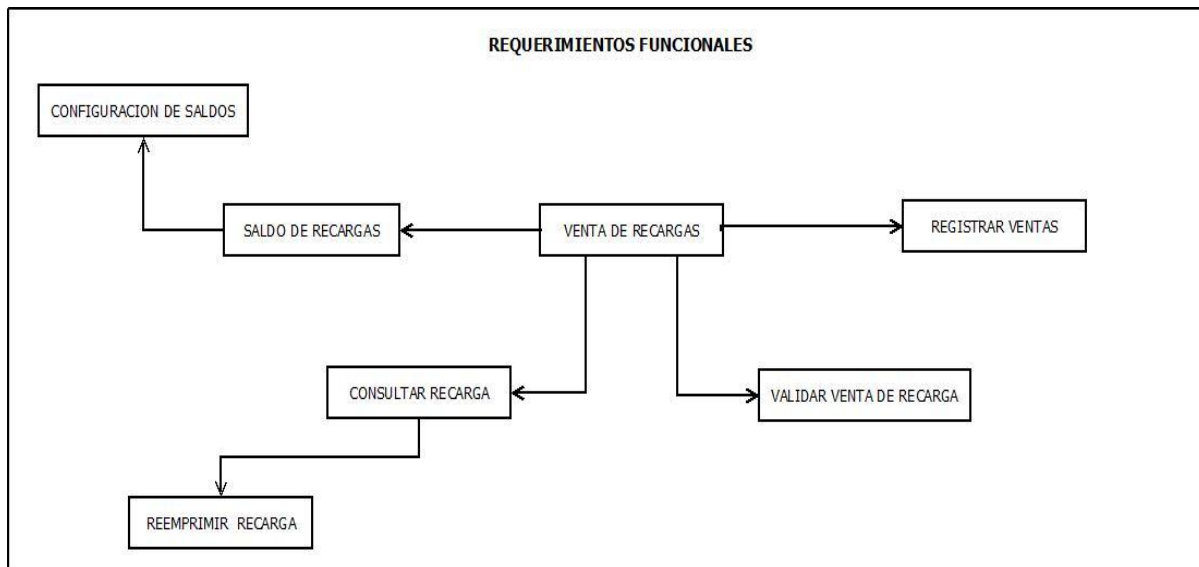 REQUERIMIENTOS FUNCIONALES
CONFIGURACION DE SALDOS
SALDO DE RECARGAS
VENTA DE RECARGAS
REGISTRAR VENTAS
CONSULTAR RECARGA
VALIDAR VENTA DE RECARGA
REEMPRIMIR RECARGA